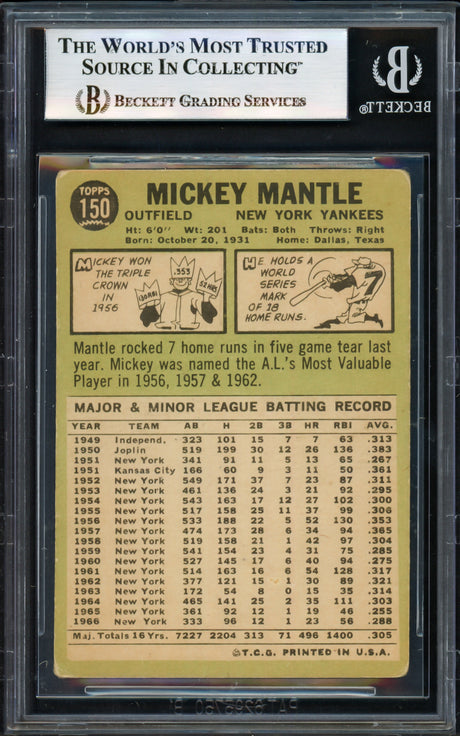 THE WORLD'S MOST TRUSTED
SOURCE IN COLLECTING™
B BECKETT GRADING SERVICES
B
BECKETT®
TOPPS
150
MICKEY MANTLE
OUTFIELD NEW YORK YANKEES
Ht: 6'0" Wt: 201 Bats: Both Throws: Right
Born: October 20, 1931 Home: Dallas, Texas
MICKEY WON
THE TRIPLE
CROWN
IN
1956
.353
130RBI
52HRS
HE HOLDS A
WORLD
SERIES
MARK
OF 18
HOME RUNS.
7
Mantle rocked 7 home runs in five game tear last
year. Mickey was named the A.L.'s Most Valuable
Player in 1956, 1957 & 1962.
MAJOR & MINOR LEAGUE BATTING RECORD
YEAR TEAM AB H 2B 3B HR RBI AVG.
1949 Independ. 323 101 15 7 7 63 .313
1950 Joplin 519 199 30 12 26 136 .383
1951 New York 341 91 11 5 13 65 .267
1951 Kansas City 166 60 9 3 11 50 .361
1952 New York 549 171 37 7 23 87 .311
1953 New York 461 136 24 3 21 92 .295
1954 New York 543 163 17 12 27 102 .300
1955 New York 517 158 25 11 37 99 .306
1956 New York 533 188 22 5 52 130 .353
1957 New York 474 173 28 6 34 94 .365
1958 New York 519 158 21 1 42 97 .304
1959 New York 541 154 23 4 31 75 .285
1960 New York 527 145 17 6 40 94 .275
1961 New York 514 163 16 6 54 128 .317
1962 New York 377 121 15 1 30 89 .321
1963 New York 172 54 8 0 15 35 .314
1964 New York 465 141 25 2 35 111 .303
1965 New York 361 92 12 1 19 46 .255
1966 New York 333 96 12 1 23 56 .288
Maj. Totals 16 Yrs. 7227 2204 313 71 496 1400 .305
©T.C.G. PRINTED IN U.S.A.